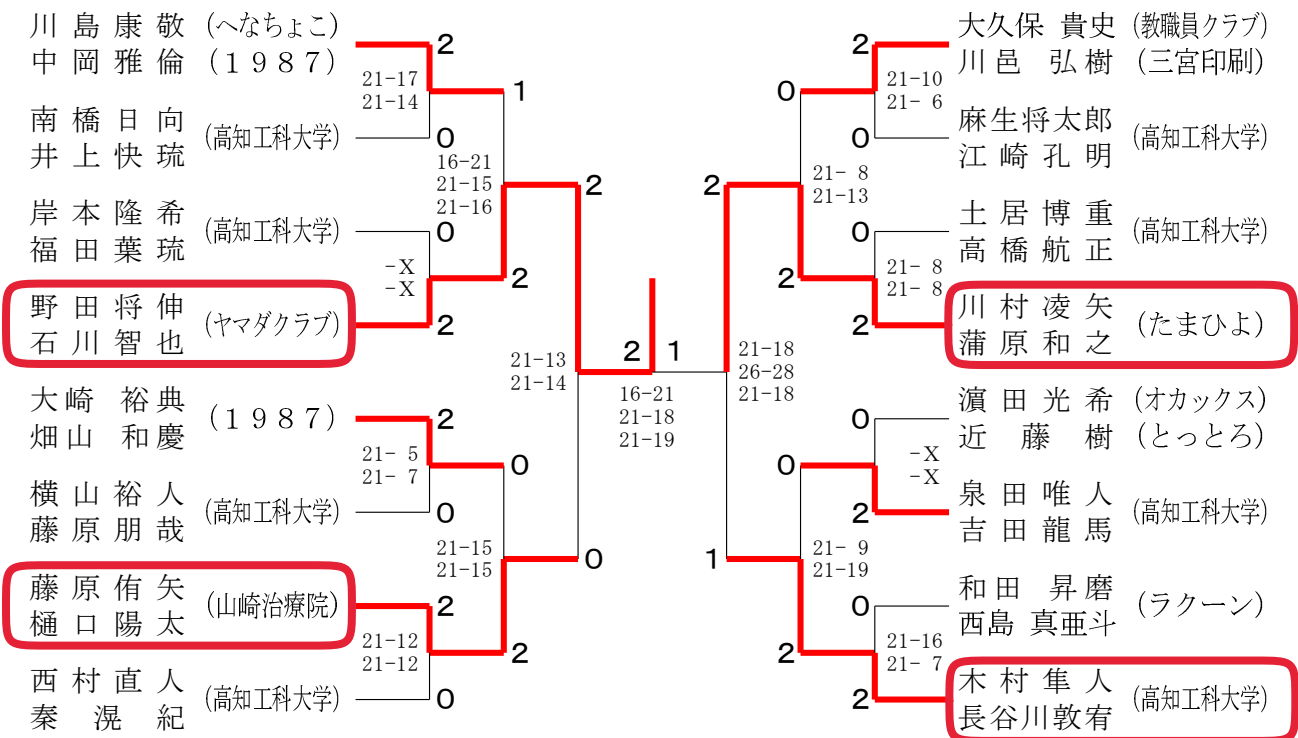 川島康敬 (へなちょこ)
中岡雅倫 (1987)
2
21-17
21-14
1
南橋日向
井上快琉
(高知工科大学)
0
16-21
21-15
21-16
2
岸本隆希
福田葉琉
(高知工科大学)
0
-X
-X
2
野田将伸
石川智也
(ヤマダクラブ)
2
21-13
21-14
大崎 裕典
畑山 和慶
(1987)
2
21- 5
21- 7
0
横山裕人
藤原朋哉
(高知工科大学)
0
21-15
21-15
0
藤原侑矢
樋口陽太
(山崎治療院)
2
21-12
21-12
2
西村直人
秦滉紀
(高知工科大学)
0
2 1
16-21
21-18
21-19
大久保 貴史 (教職員クラブ)
川邑 弘樹 (三宮印刷)
2
21-10
21- 6
0
麻生将太郎
江崎孔明
(高知工科大学)
0
21- 8
21-13
2
土居博重
高橋航正
(高知工科大学)
0
21- 8
21- 8
2
川村凌矢
蒲原和之
(たまひよ)
2
21-18
26-28
21-18
濵田光希 (オカックス)
近藤樹 (とっとろ)
0
-X
-X
0
泉田唯人
吉田龍馬
(高知工科大学)
2
21- 9
21-19
1
和田 昇磨
西島 真亜斗
(ラクーン)
0
21-16
21- 7
2
木村隼人
長谷川敦宥
(高知工科大学)
2